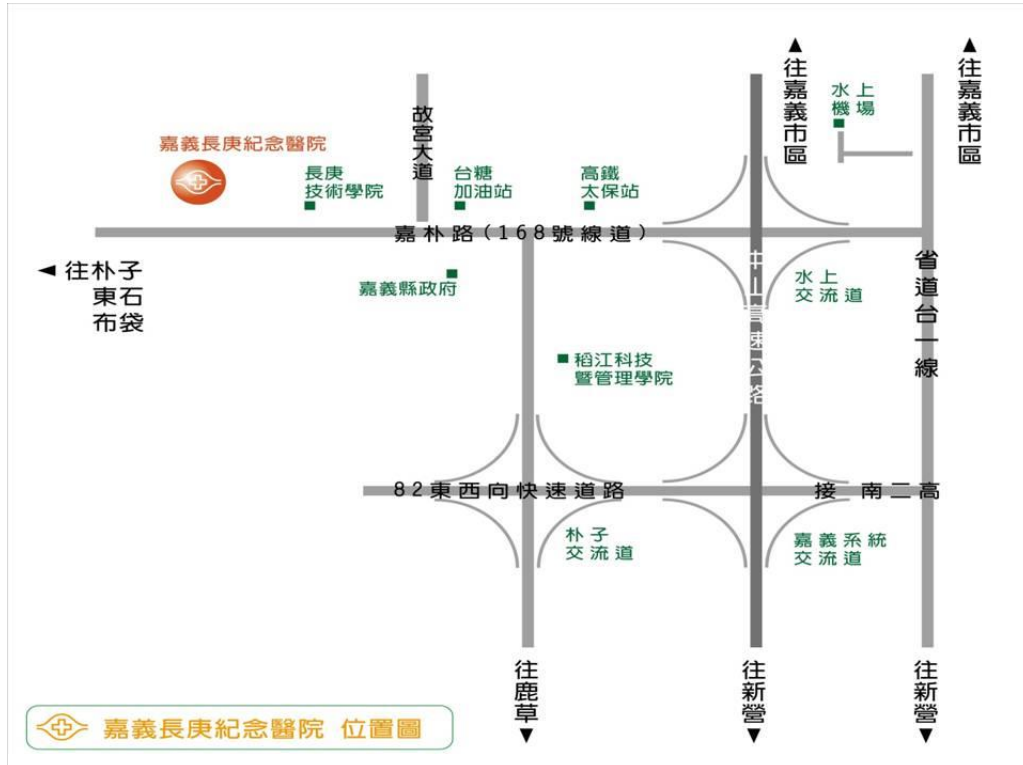 往嘉義市區
往嘉義市區
水上
機場
故宮大道
嘉義長庚紀念醫院
長庚
技術學院
台糖
加油站
高鐵
太保站
嘉朴路(168號線道)
往朴子
東石
布袋
嘉義縣政府
中山高速公路
水上
交流道
省道台一線
稻江科技
暨管理學院
82東西向快速道路
接 南二高
朴子
交流道
嘉義系統
交流道
往鹿草
往新營
往新營
嘉義長庚紀念醫院 位置圖